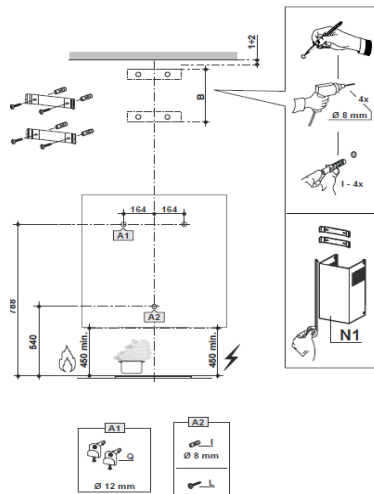 1÷2
B
4x
Ø 8 mm
I - 4x
164 164
A1
A2
788
540
450 min.
450 min.
N1
A1
Q
Ø 12 mm
A2
I
Ø 8 mm
L